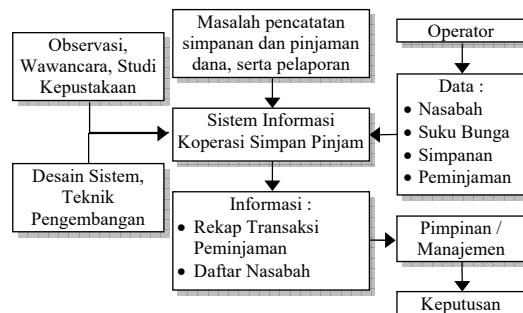 Observasi,
Wawancara, Studi
Kepustakaan
Masalah pencatatan
simpanan dan pinjaman
dana, serta pelaporan
Operator
Data :
• Nasabah
• Suku Bunga
• Simpanan
• Peminjaman
Sistem Informasi
Koperasi Simpan Pinjam
Desain Sistem,
Teknik
Pengembangan
Informasi :
• Rekap Transaksi
Peminjaman
• Daftar Nasabah
Pimpinan /
Manajemen
Keputusan